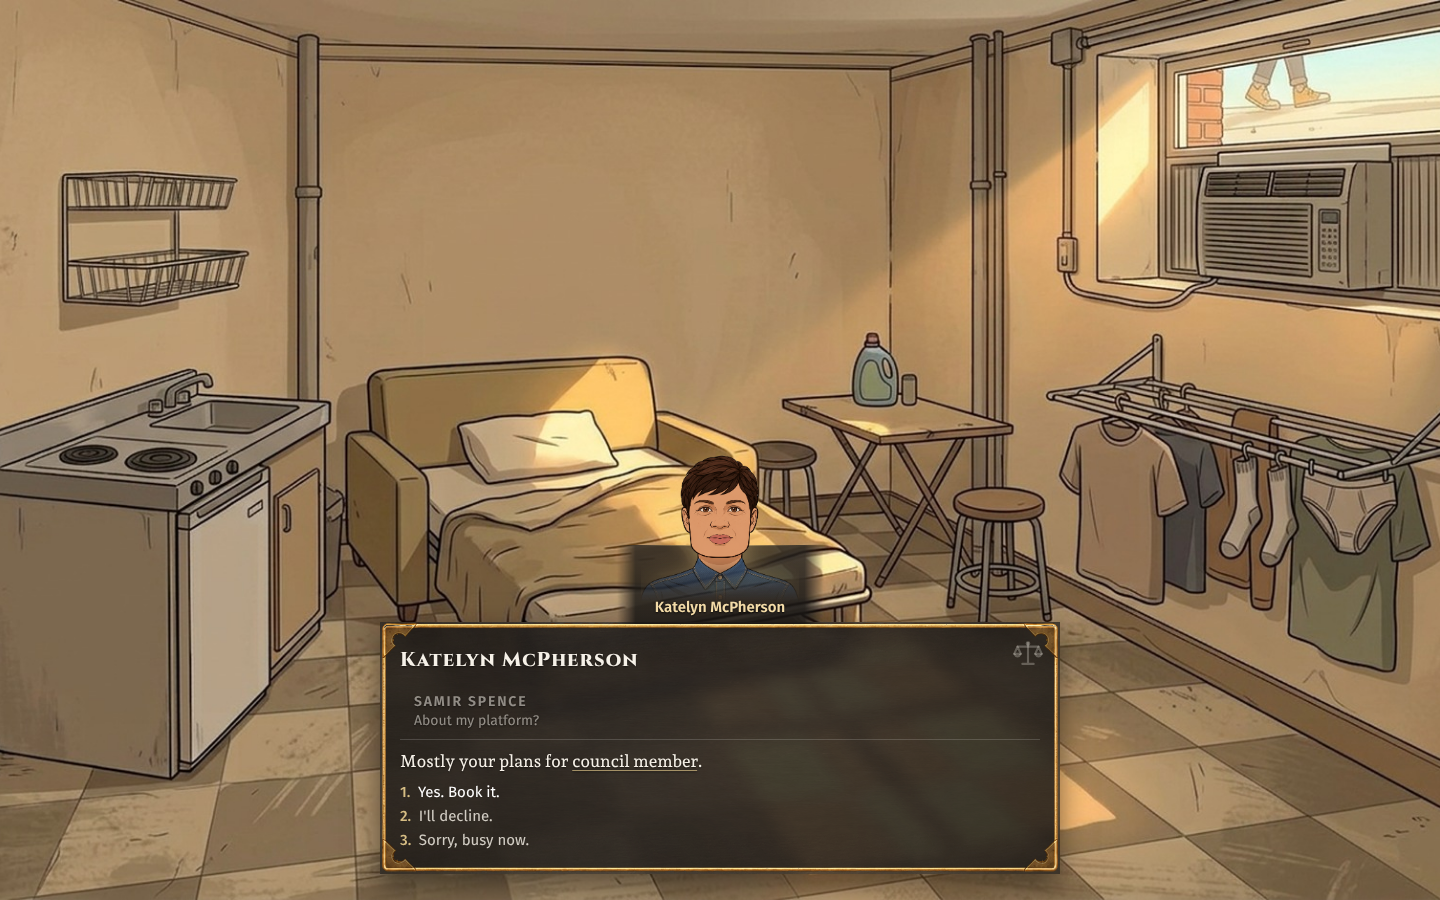 Katelyn McPherson
Katelyn McPherson
SAMIR SPENCE
About my platform?
Mostly your plans for council member.
1. Yes. Book it.
2. I'll decline.
3. Sorry, busy now.